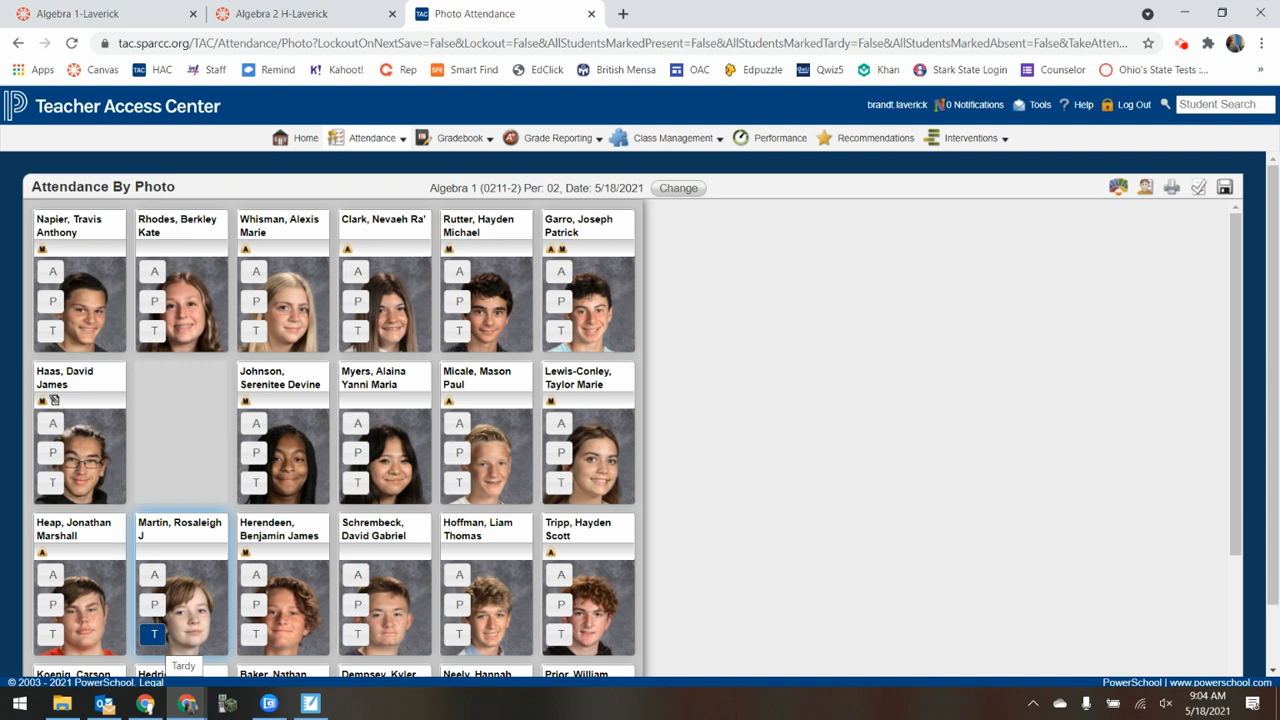 Algebra 1-Laverick
Algebra 2 H-Laverick
TAC Photo Attendance
tac.sparcc.org/TAC/Attendance/Photo?LockoutOnNextSave=False&Lockout=False&AllStudentsMarkedPresent=False&AllStudentsMarkedTardy=False&AllStudentsMarkedAbsent=False&TakeAtten...
Apps Canvas TAC HAC Staff Remind K! Kahoot! Rep SFE Smart Find EdClick British Mensa OAC Edpuzzle Qwiz5 Khan Stark State Login Counselor Ohio's State Tests :... »
Teacher Access Center
brandt.laverick 0 Notifications Tools ? Help Log Out Student Search
Home Attendance Gradebook A+ Grade Reporting Class Management Performance Recommendations Interventions
Attendance By Photo
Algebra 1 (0211-2) Per: 02, Date: 5/18/2021 Change
Napier, Travis Anthony
M
A
P
T
Rhodes, Berkley Kate
A
P
T
Whisman, Alexis Marie
A
A
P
T
Clark, Nevaeh Ra'
A
A
P
T
Rutter, Hayden Michael
M
A
P
T
Garro, Joseph Patrick
A M
A
P
T
Haas, David James
M
A
P
T
Johnson, Serenitee Devine
M
A
P
T
Myers, Alaina Yanni Maria
A
P
T
Micale, Mason Paul
A
A
P
T
Lewis-Conley, Taylor Marie
M
A
P
T
Heap, Jonathan Marshall
A
A
P
T
Martin, Rosaleigh J
A
P
T
Tardy
Herendeen, Benjamin James
M
A
P
T
Schrembeck, David Gabriel
A
P
T
Hoffman, Liam Thomas
A
P
T
Tripp, Hayden Scott
A
A
P
T
Koenig, Carson
Baker, Nathan
Dempsey, Kyler
Neely, Hannah
Prior, William
© 2003 - 2021 PowerSchool. Legal
PowerSchool | www.powerschool.com
9:04 AM
5/18/2021